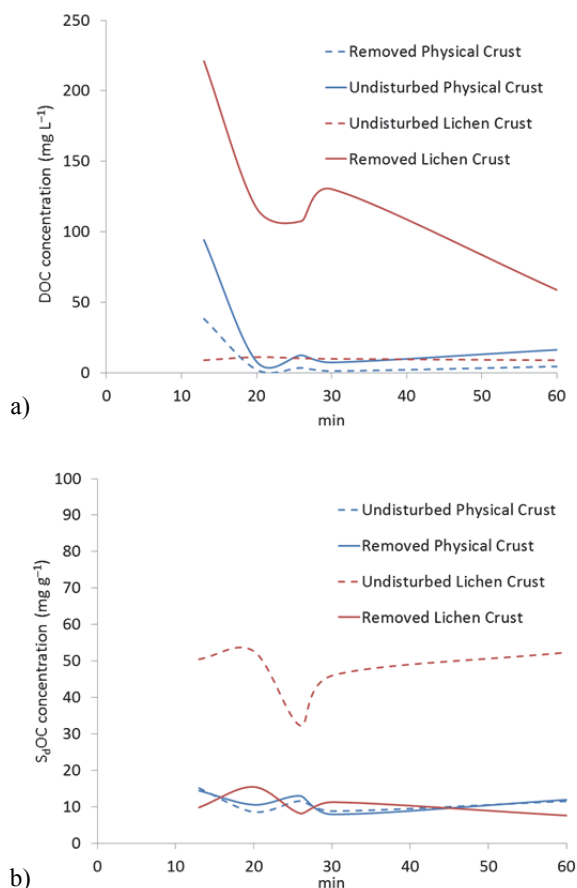 250
200
150
100
50
0
DOC concentration (mg L⁻¹)
Removed Physical Crust
Undisturbed Physical Crust
Undisturbed Lichen Crust
Removed Lichen Crust
0 10 20 30 40 50 60
min
a)
100
90
80
70
60
50
40
30
20
10
0
SdOC concentration (mg g⁻¹)
Undisturbed Physical Crust
Removed Physical Crust
Undisturbed Lichen Crust
Removed Lichen Crust
0 10 20 30 40 50 60
min
b)